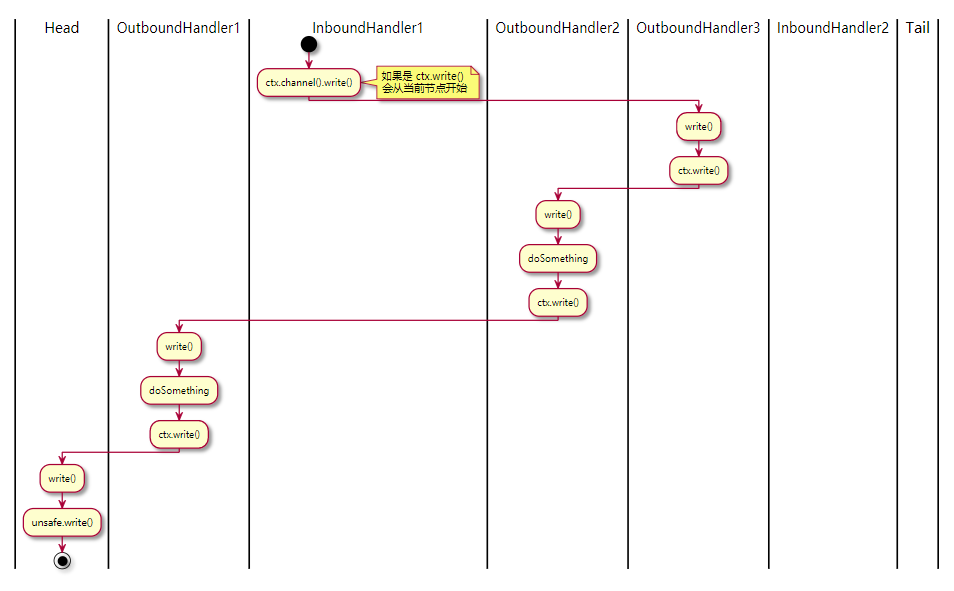 Head
OutboundHandler1
InboundHandler1
OutboundHandler2
OutboundHandler3
InboundHandler2
Tail
ctx.channel().write()
如果是 ctx.write()
会从当前节点开始
write()
ctx.write()
write()
doSomething
ctx.write()
write()
doSomething
ctx.write()
write()
unsafe.write()